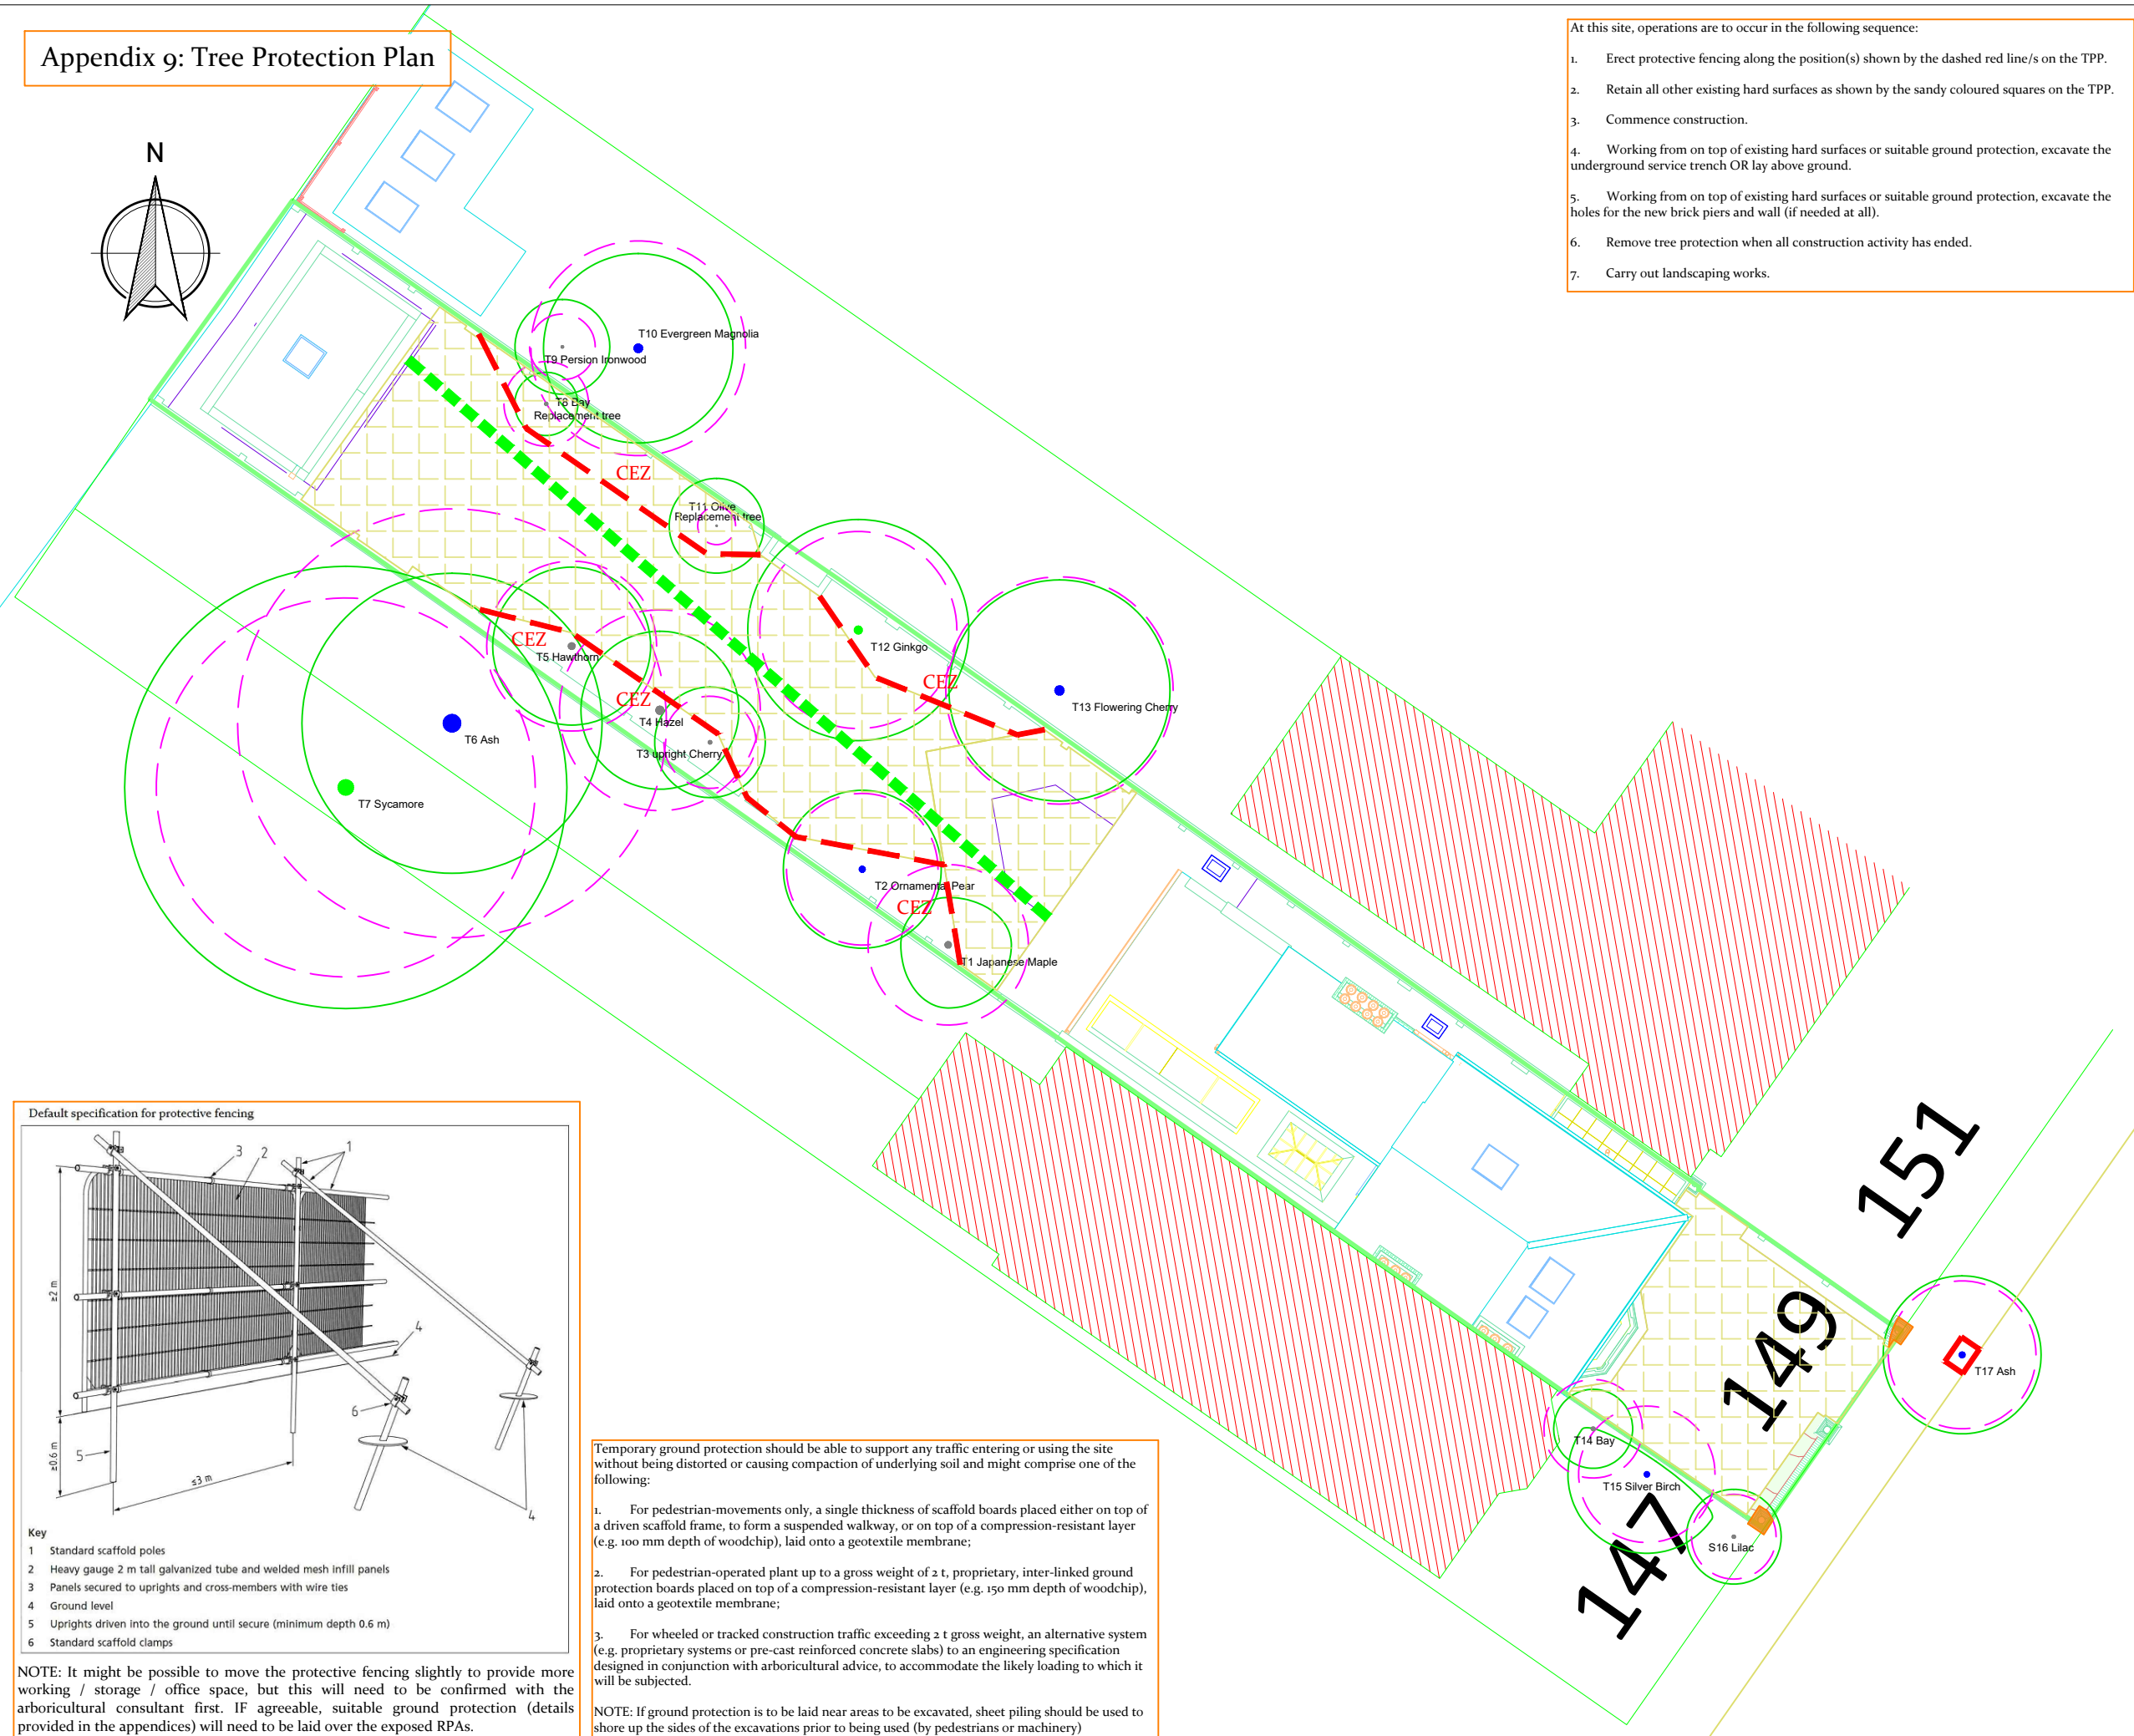 Appendix 9: Tree Protection Plan
N
At this site, operations are to occur in the following sequence:
1. Erect protective fencing along the position(s) shown by the dashed red line/s on the TPP.
2. Retain all other existing hard surfaces as shown by the sandy coloured squares on the TPP.
3. Commence construction.
4. Working from on top of existing hard surfaces or suitable ground protection, excavate the
underground service trench OR lay above ground.
5. Working from on top of existing hard surfaces or suitable ground protection, excavate the
holes for the new brick piers and wall (if needed at all).
6. Remove tree protection when all construction activity has ended.
7. Carry out landscaping works.
T10 Evergreen Magnolia
T9 Persion Ironwood
T8 Bay
Replacement tree
CEZ
T11 Olive
Replacement tree
CEZ
T5 Hawthorn
T12 Ginkgo
CEZ
CEZ
T4 Hazel
T13 Flowering Cherry
T6 Ash
T3 upright Cherry
T7 Sycamore
T2 Ornamental Pear
CEZ
T1 Japanese Maple
151
149
147
T17 Ash
T14 Bay
T15 Silver Birch
S16 Lilac
Default specification for protective fencing
3
2
1
≥2 m
4
6
5
≥0.6 m
≤3 m
4
Key
1 Standard scaffold poles
2 Heavy gauge 2 m tall galvanized tube and welded mesh infill panels
3 Panels secured to uprights and cross-members with wire ties
4 Ground level
5 Uprights driven into the ground until secure (minimum depth 0.6 m)
6 Standard scaffold clamps
NOTE: It might be possible to move the protective fencing slightly to provide more
working / storage / office space, but this will need to be confirmed with the
arboricultural consultant first. IF agreeable, suitable ground protection (details
provided in the appendices) will need to be laid over the exposed RPAs.
Temporary ground protection should be able to support any traffic entering or using the site
without being distorted or causing compaction of underlying soil and might comprise one of the
following:
1. For pedestrian-movements only, a single thickness of scaffold boards placed either on top of
a driven scaffold frame, to form a suspended walkway, or on top of a compression-resistant layer
(e.g. 100 mm depth of woodchip), laid onto a geotextile membrane;
2. For pedestrian-operated plant up to a gross weight of 2 t, proprietary, inter-linked ground
protection boards placed on top of a compression-resistant layer (e.g. 150 mm depth of woodchip),
laid onto a geotextile membrane;
3. For wheeled or tracked construction traffic exceeding 2 t gross weight, an alternative system
(e.g. proprietary systems or pre-cast reinforced concrete slabs) to an engineering specification
designed in conjunction with arboricultural advice, to accommodate the likely loading to which it
will be subjected.
NOTE: If ground protection is to be laid near areas to be excavated, sheet piling should be used to
shore up the sides of the excavations prior to being used (by pedestrians or machinery)